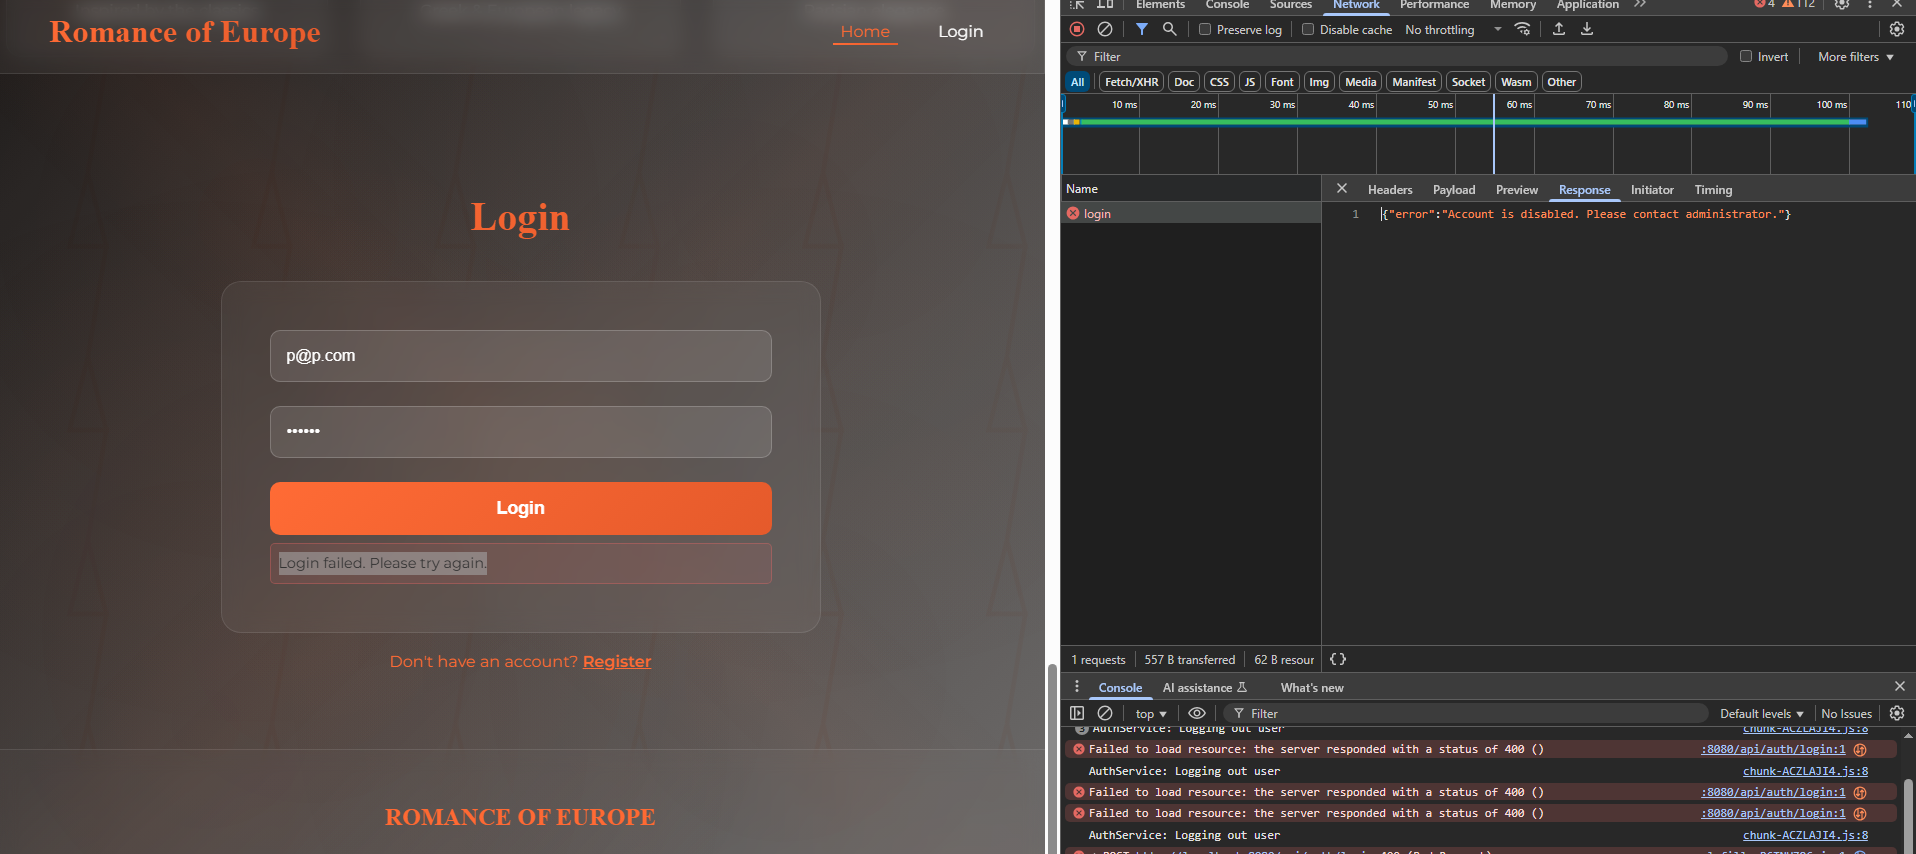 Romance of Europe
Home
Login
Login
p@p.com
••••••
Login
Login failed. Please try again.
Don't have an account? Register
ROMANCE OF EUROPE
Elements Console Sources Network Performance Memory Application 4 112
Preserve log Disable cache No throttling
Filter Invert More filters
All Fetch/XHR Doc CSS JS Font Img Media Manifest Socket Wasm Other
10 ms 20 ms 30 ms 40 ms 50 ms 60 ms 70 ms 80 ms 90 ms 100 ms 110
Name
login
Headers Payload Preview Response Initiator Timing
1 {"error":"Account is disabled. Please contact administrator."}
1 requests 557 B transferred 62 B resour {}
Console AI assistance What's new
top Filter Default levels No Issues
3 AuthService: Logging out user chunk-ACZLAJI4.js:8
Failed to load resource: the server responded with a status of 400 () :8080/api/auth/login:1
AuthService: Logging out user chunk-ACZLAJI4.js:8
Failed to load resource: the server responded with a status of 400 () :8080/api/auth/login:1
Failed to load resource: the server responded with a status of 400 () :8080/api/auth/login:1
AuthService: Logging out user chunk-ACZLAJI4.js:8